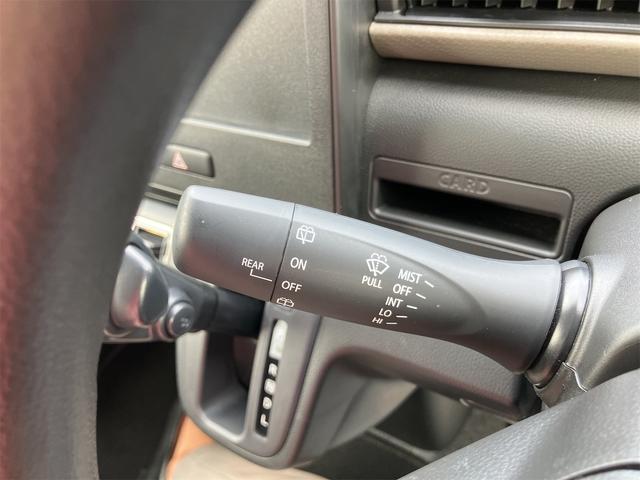 CARD
REAR
ON
OFF
PULL
MIST
OFF
INT
LO
HI